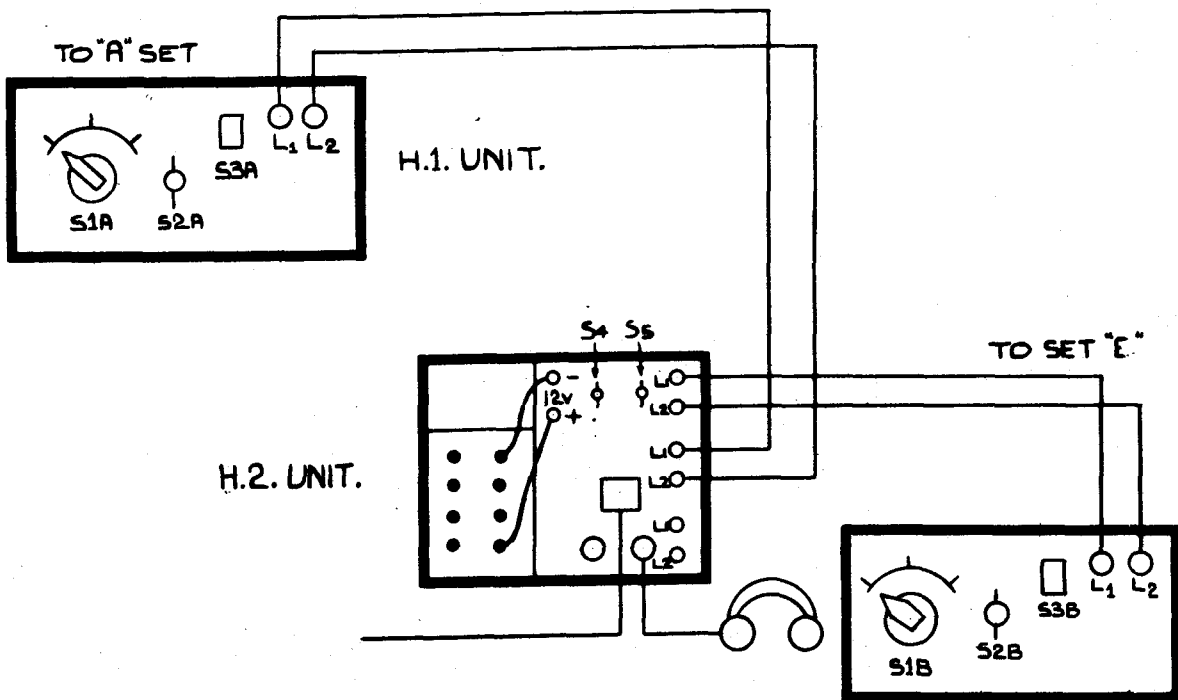 TO "A" SET
L1 L2
S3A
S1A
S2A
H.1. UNIT.
S4 S5
TO SET "E"
-
12V
+
L1
L2
L1
L2
L1
L2
H.2. UNIT.
L1 L2
S3B
S2B
S1B